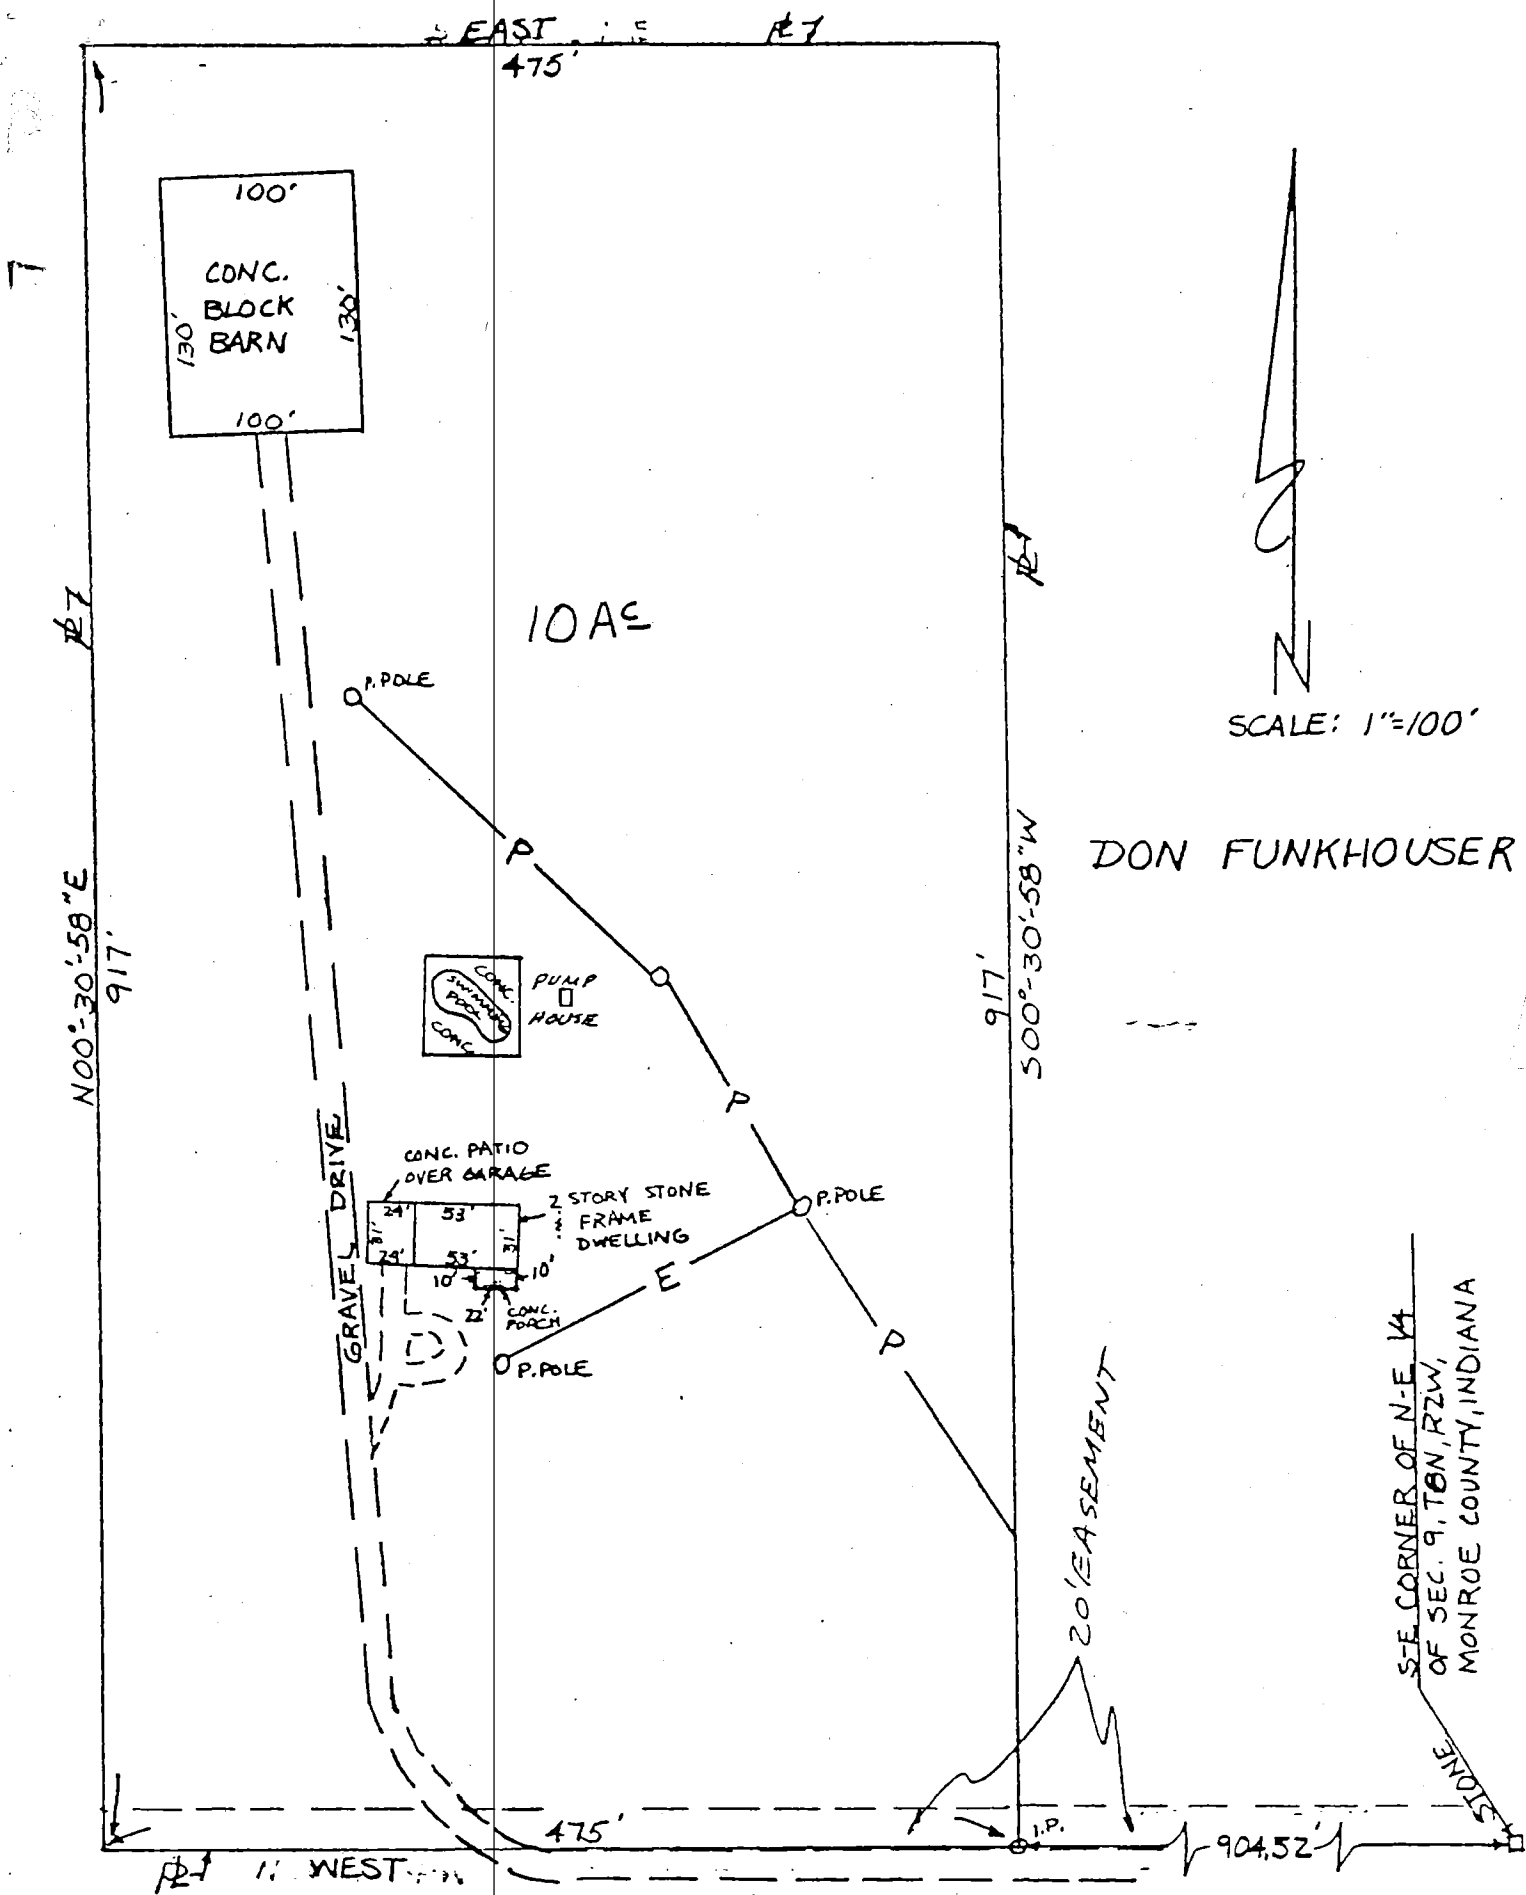 EAST
475'
100'
CONC.
BLOCK
BARN
130'
130'
100'
10 Ac
P.POLE
N
SCALE: 1"=100'
DON FUNKHOUSER
P
N00°-30'-58"E
917'
917'
S00°-30'-58"W
CONC.
SWIMMING
POOL
CONC.
PUMP
HOUSE
P
CONC. PATIO
OVER GARAGE
24'
53'
31'
31'
24'
53'
2 STORY STONE
FRAME
DWELLING
P.POLE
10'
10'
22'
CONC.
PORCH
E
P.POLE
P
GRAVEL DRIVE
20' EASEMENT
S-E CORNER OF N-E 1/4
OF SEC. 9, T8N, R2W,
MONROE COUNTY, INDIANA
STONE
475'
I.P.
904.52'
WEST